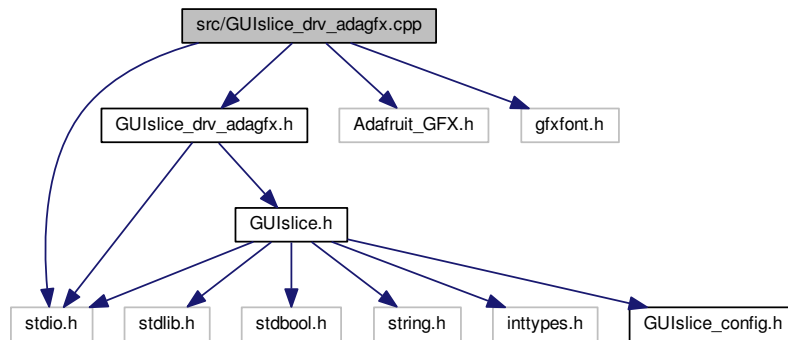 src/GUIslice_drv_adagfx.cpp
GUIslice_drv_adagfx.h
Adafruit_GFX.h
gfxfont.h
GUIslice.h
stdio.h
stdlib.h
stdbool.h
string.h
inttypes.h
GUIslice_config.h